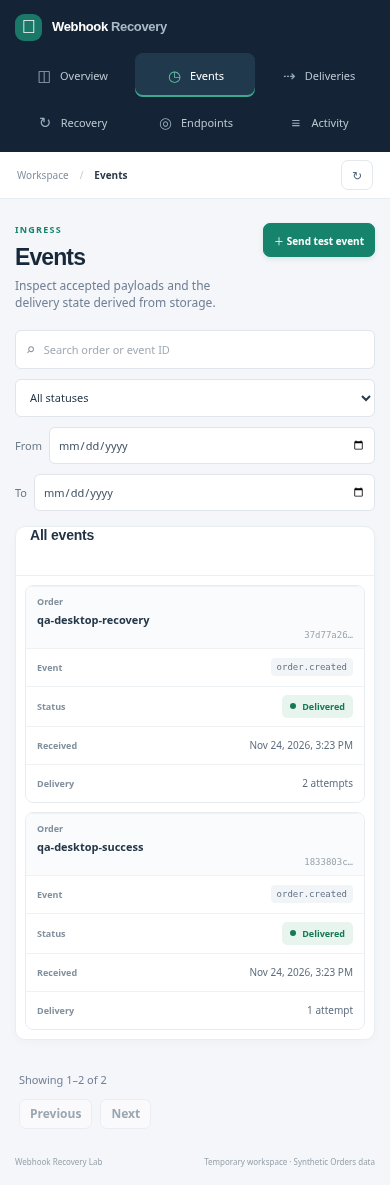 Webhook Recovery
Overview
Events
Deliveries
Recovery
Endpoints
Activity
Workspace / Events
INGRESS
Events
+ Send test event
Inspect accepted payloads and the
delivery state derived from storage.
Search order or event ID
All statuses
From mm/dd/yyyy
To mm/dd/yyyy
All events
Order
qa-desktop-recovery
37d77a26…
Event order.created
Status Delivered
Received Nov 24, 2026, 3:23 PM
Delivery 2 attempts
Order
qa-desktop-success
1833803c…
Event order.created
Status Delivered
Received Nov 24, 2026, 3:23 PM
Delivery 1 attempt
Showing 1–2 of 2
Previous Next
Webhook Recovery Lab Temporary workspace · Synthetic Orders data